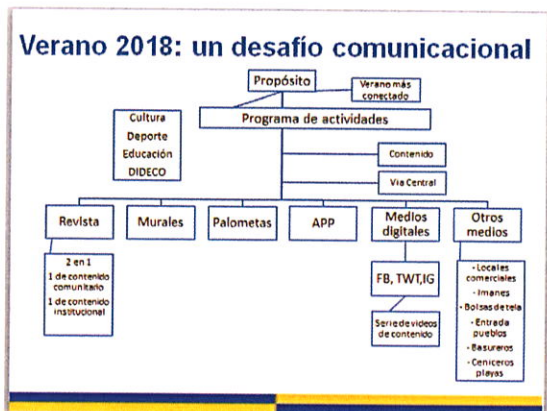 Verano 2018: un desafío comunicacional
Propósito
Verano más
conectado
Cultura
Deporte
Educación
DIDECO
Programa de actividades
Contenido
Via Central
Revista
Murales
Palometas
APP
Medios
digitales
Otros
medios
2 en 1
1 de contenido
comunitario
1 de contenido
institucional
FB, TWT,IG
Serie de videos
de contenido
- Locales
comerciales
- Imanes
- Bolsas de tela
- Entrada
pueblos
- Basureros
- Ceniceros
playas